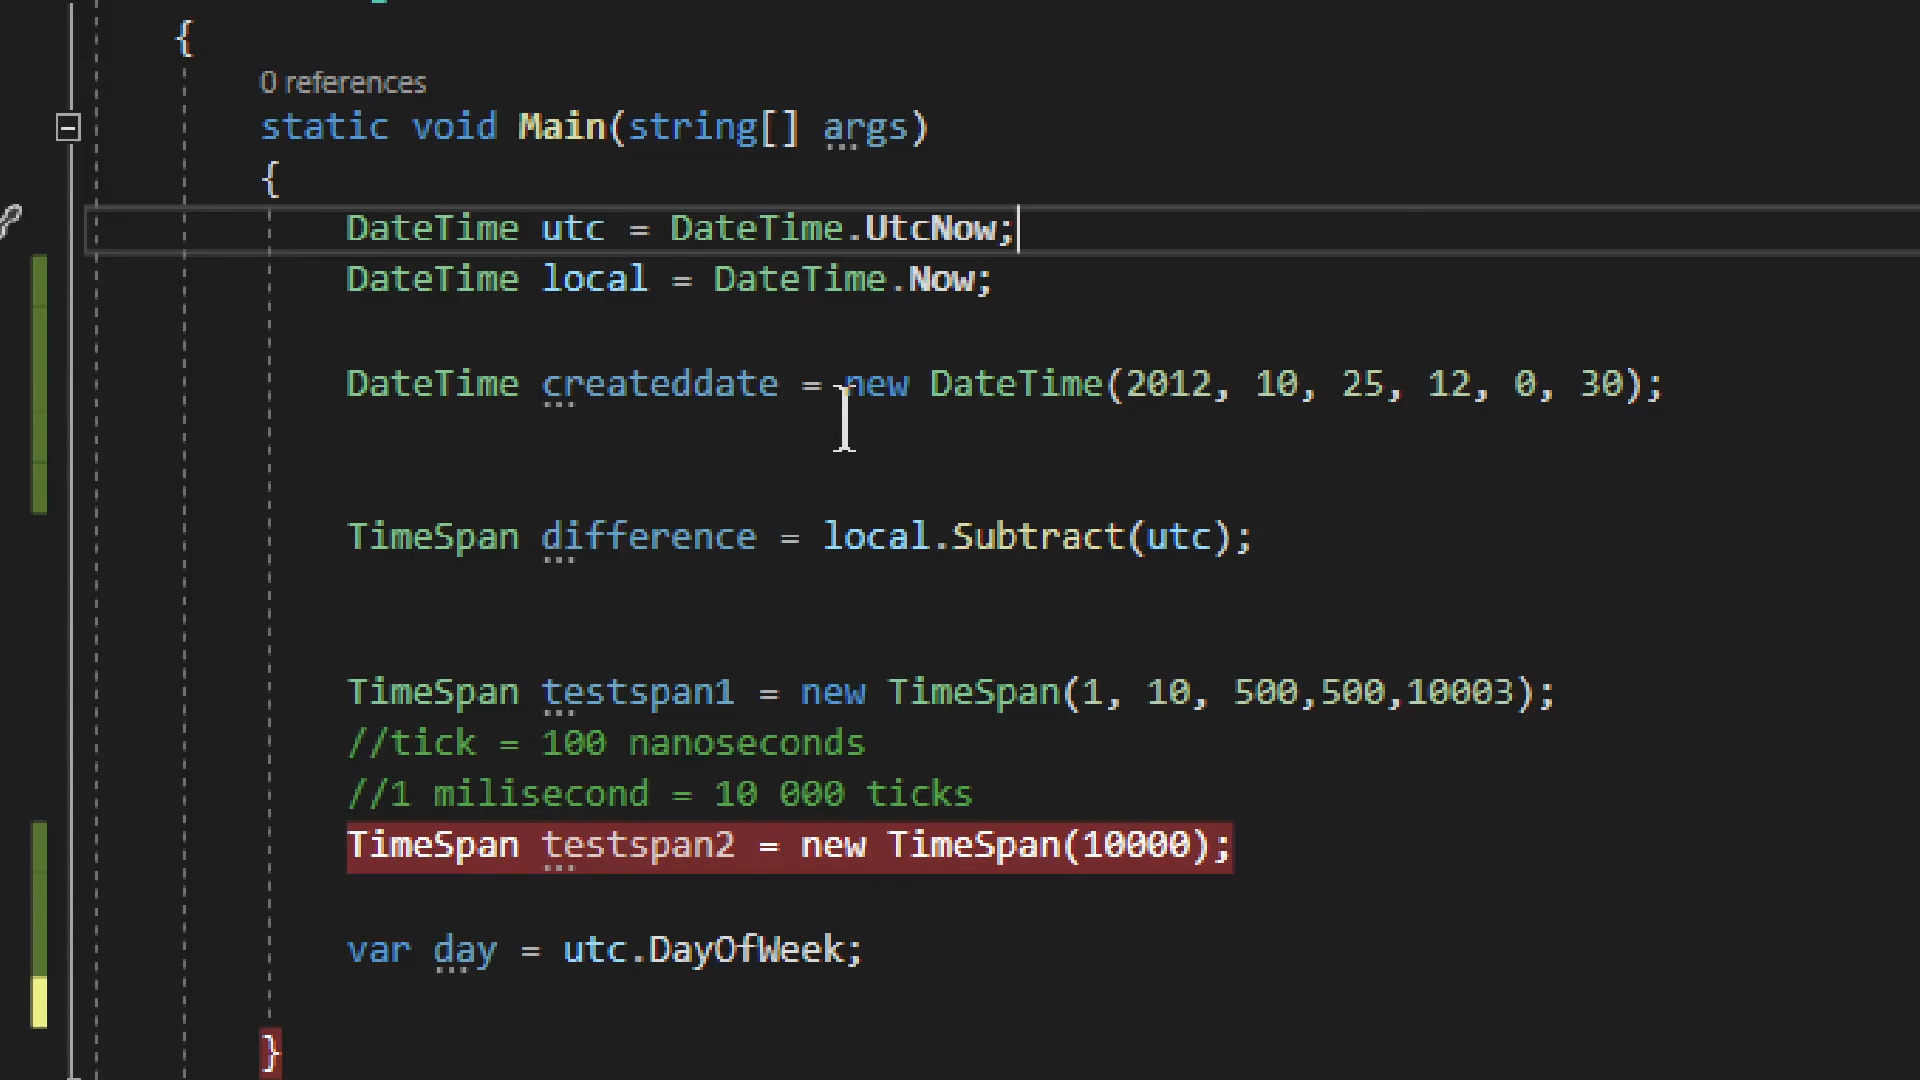 {
0 references
static void Main(string[] args)
{
DateTime utc = DateTime.UtcNow;
DateTime local = DateTime.Now;
DateTime createddate = new DateTime(2012, 10, 25, 12, 0, 30);
TimeSpan difference = local.Subtract(utc);
TimeSpan testspan1 = new TimeSpan(1, 10, 500,500,10003);
//tick = 100 nanoseconds
//1 milisecond = 10 000 ticks
TimeSpan testspan2 = new TimeSpan(10000);
var day = utc.DayOfWeek;
}